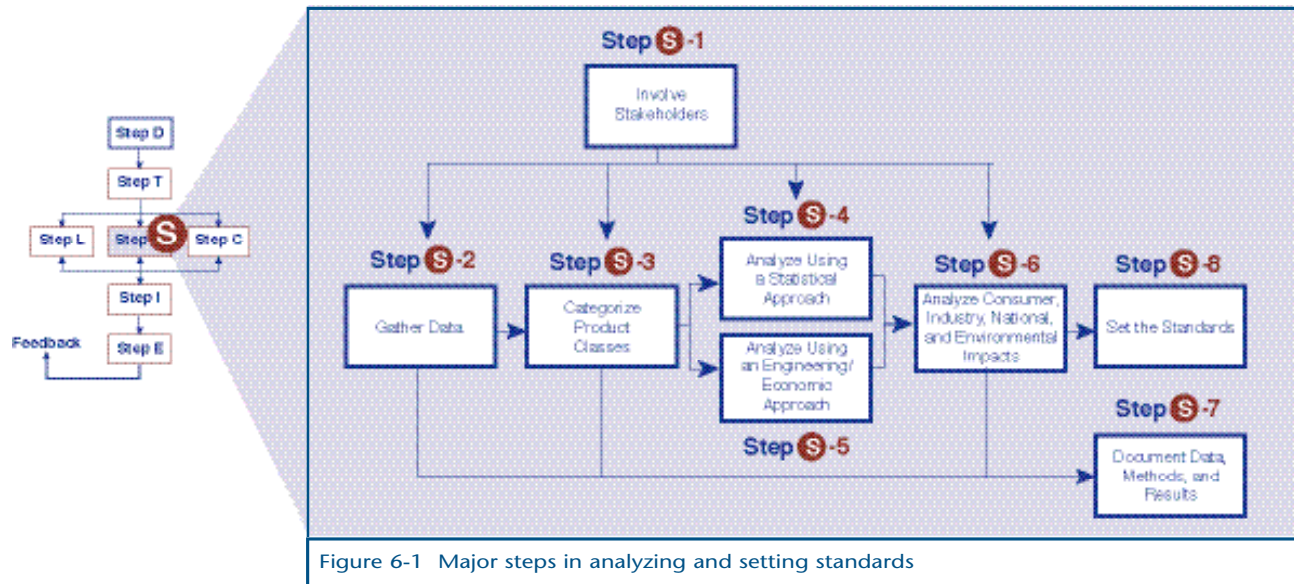 Step D
Step T
Step L
Step S
Step C
Step I
Step E
Feedback
Step S-1
Involve
Stakeholders
Step S-2
Gather Data
Step S-3
Categorize
Product
Classes
Step S-4
Analyze Using
a Statistical
Approach
Analyze Using
an Engineering/
Economic
Approach
Step S-5
Step S-6
Analyze Consumer,
Industry, National,
and Environmental
Impacts
Step S-8
Set the Standards
Step S-7
Document Data,
Methods, and
Results
Figure 6-1 Major steps in analyzing and setting standards